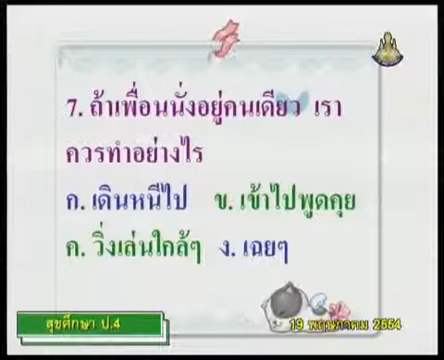 7. ถ้าเพื่อนนั่งอยู่คนเดียว เรา
ควรทำอย่างไร
ก. เดินหนีไป ข. เข้าไปพูดคุย
ค. วิ่งเล่นใกล้ๆ ง. เฉยๆ
สุขศึกษา ป.4
19 พฤษภาคม 2554